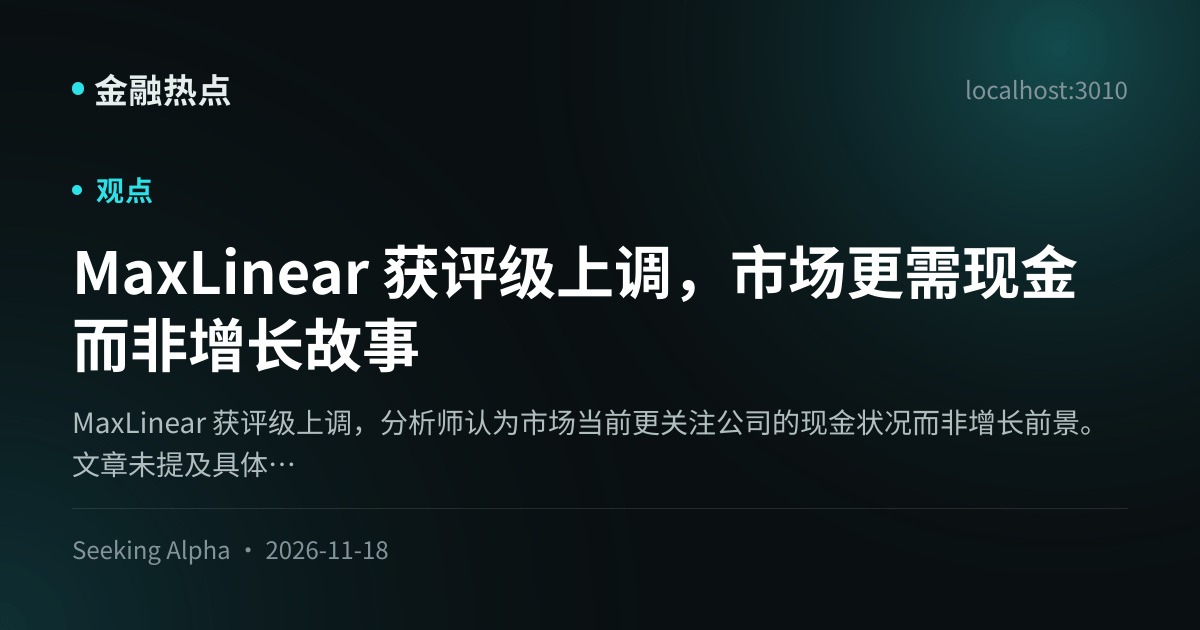 金融热点
localhost:3010
观点
MaxLinear 获评级上调，市场更需现金
而非增长故事
MaxLinear 获评级上调，分析师认为市场当前更关注公司的现金状况而非增长前景。
文章未提及具体…
Seeking Alpha · 2026-11-18